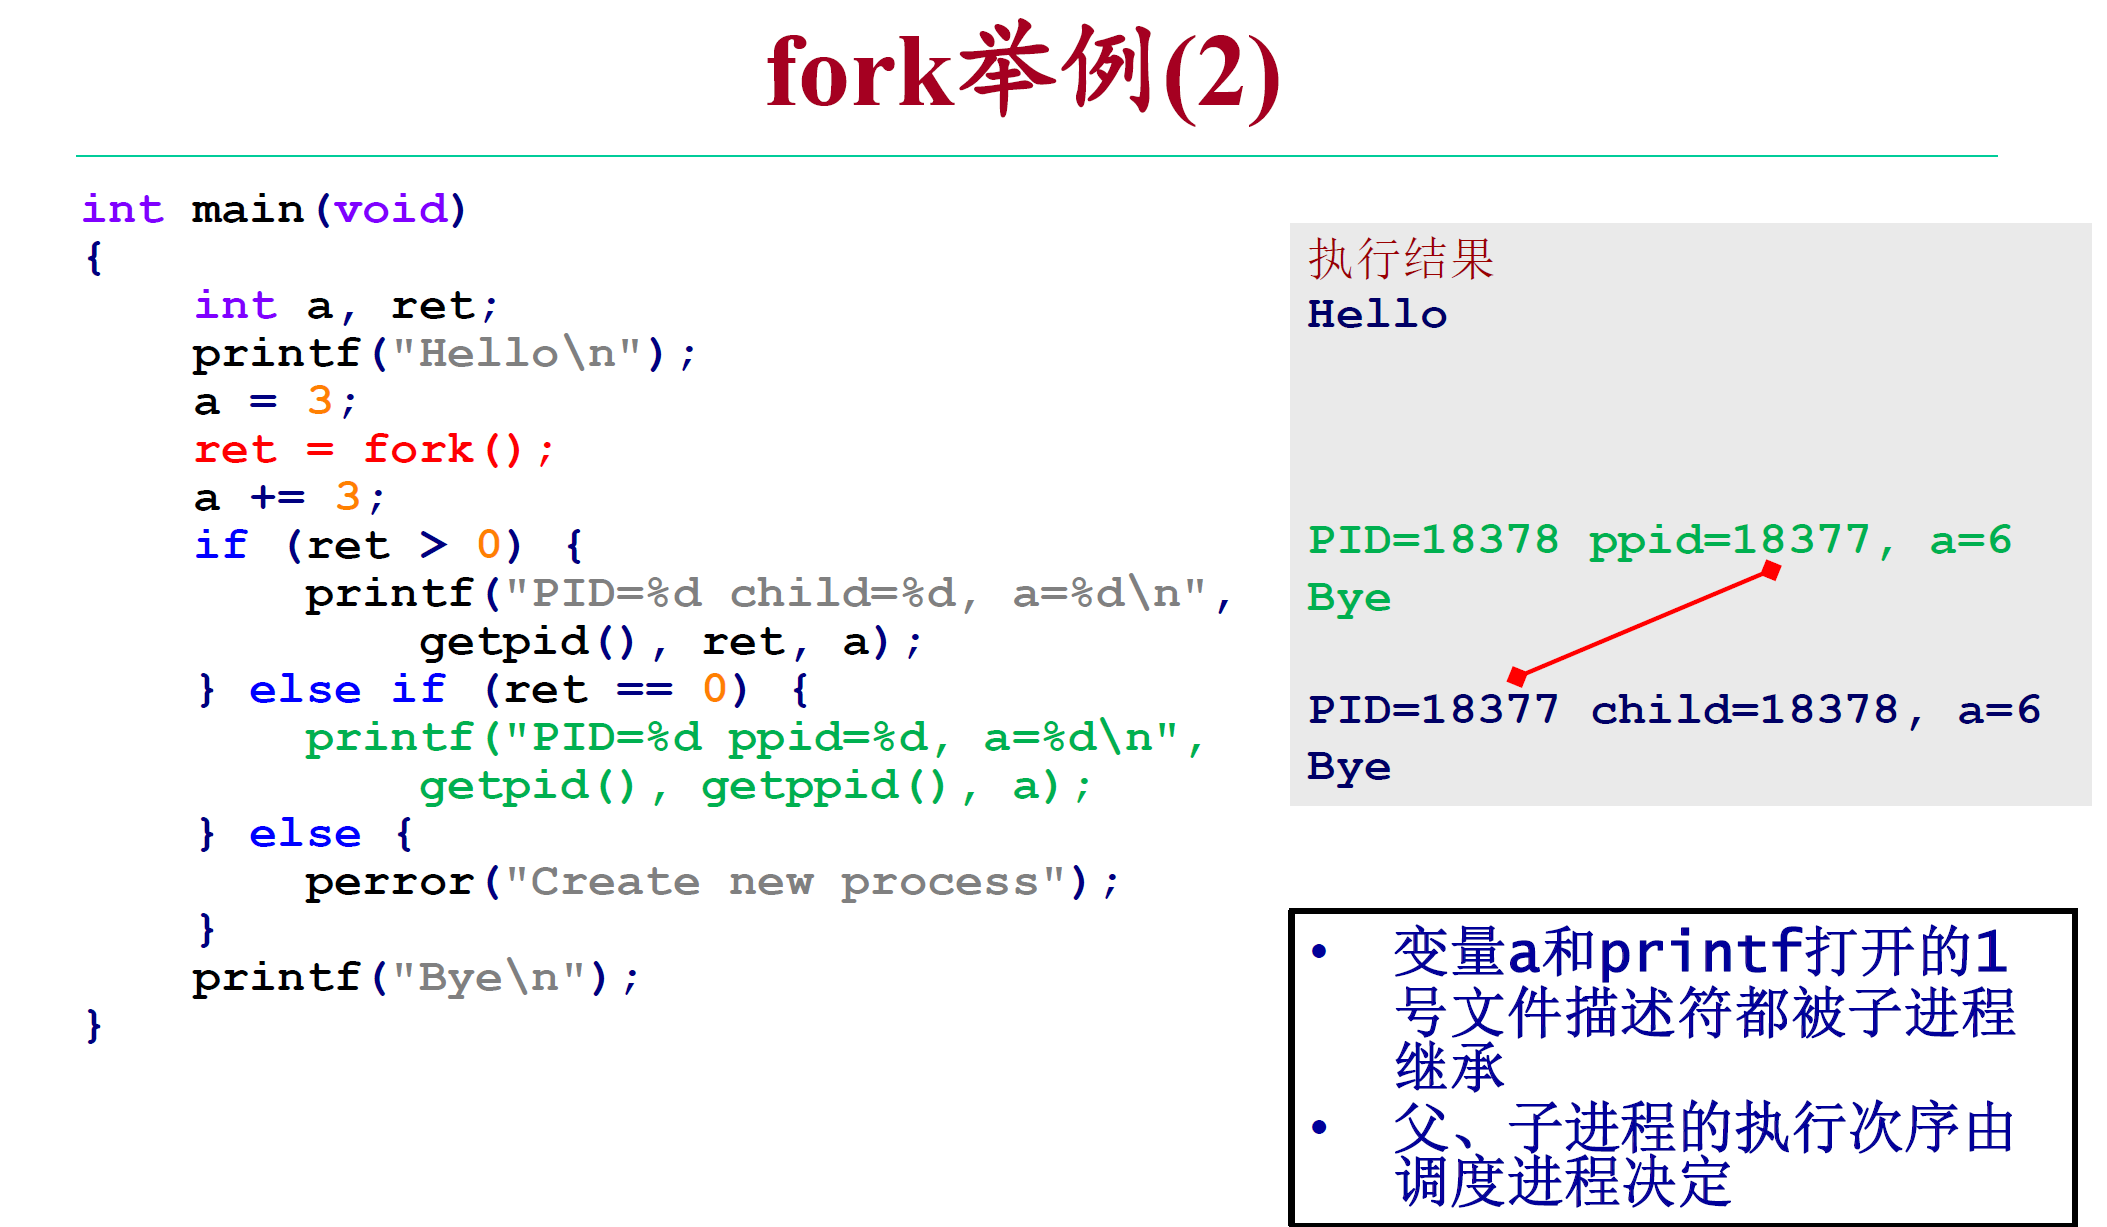 fork举例(2)
int main(void)
{
    int a, ret;
    printf("Hello\n");
    a = 3;
    ret = fork();
    a += 3;
    if (ret > 0) {
        printf("PID=%d child=%d, a=%d\n",
            getpid(), ret, a);
    } else if (ret == 0) {
        printf("PID=%d ppid=%d, a=%d\n",
            getpid(), getppid(), a);
    } else {
        perror("Create new process");
    }
    printf("Bye\n");
}
执行结果
Hello
PID=18378 ppid=18377, a=6
Bye
PID=18377 child=18378, a=6
Bye
• 变量a和printf打开的1
号文件描述符都被子进程
继承
• 父、子进程的执行次序由
调度进程决定